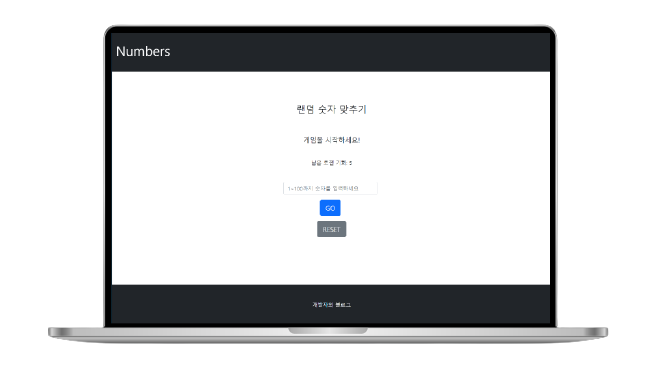 Numbers
랜덤 숫자 맞추기
게임을 시작하세요!
남은 도전 기회: 5
1~100까지 숫자를 입력하세요
GO
RESET
개발자의 블로그